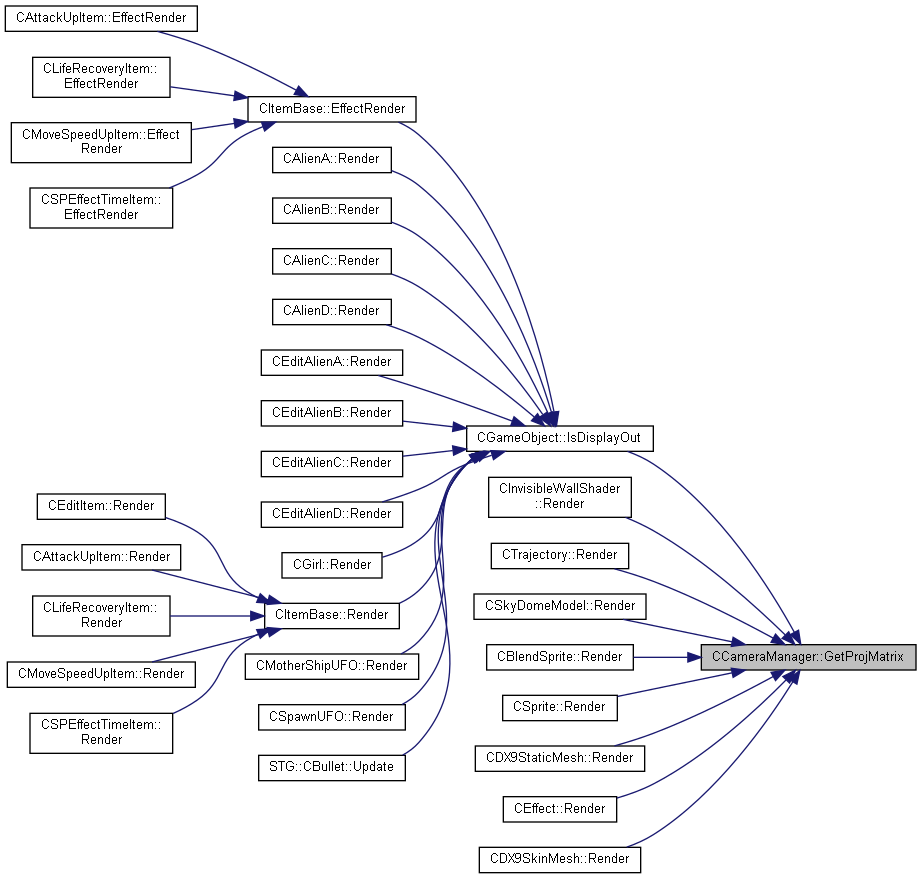 CAttackUpItem::EffectRender
CLifeRecoveryItem::
EffectRender
CItemBase::EffectRender
CMoveSpeedUpItem::Effect
Render
CAlienA::Render
CSPEffectTimeItem::
EffectRender
CAlienB::Render
CAlienC::Render
CAlienD::Render
CEditAlienA::Render
CEditAlienB::Render
CGameObject::IsDisplayOut
CEditAlienC::Render
CInvisibleWallShader
::Render
CEditItem::Render
CEditAlienD::Render
CAttackUpItem::Render
CTrajectory::Render
CGirl::Render
CLifeRecoveryItem::
Render
CItemBase::Render
CSkyDomeModel::Render
CMotherShipUFO::Render
CBlendSprite::Render
CCameraManager::GetProjMatrix
CMoveSpeedUpItem::Render
CSprite::Render
CSpawnUFO::Render
CSPEffectTimeItem::
Render
CDX9StaticMesh::Render
STG::CBullet::Update
CEffect::Render
CDX9SkinMesh::Render